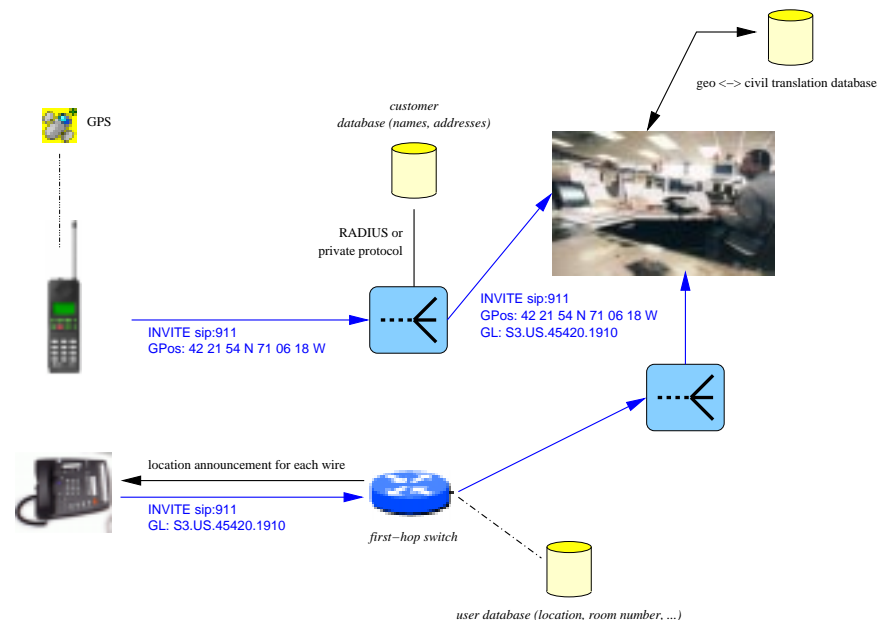 geo <−> civil translation database
GPS
customer
database (names, addresses)
RADIUS or
private protocol
INVITE sip:911
GPos: 42 21 54 N 71 06 18 W
INVITE sip:911
GPos: 42 21 54 N 71 06 18 W
GL: S3.US.45420.1910
location announcement for each wire
INVITE sip:911
GL: S3.US.45420.1910
first−hop switch
user database (location, room number, ...)